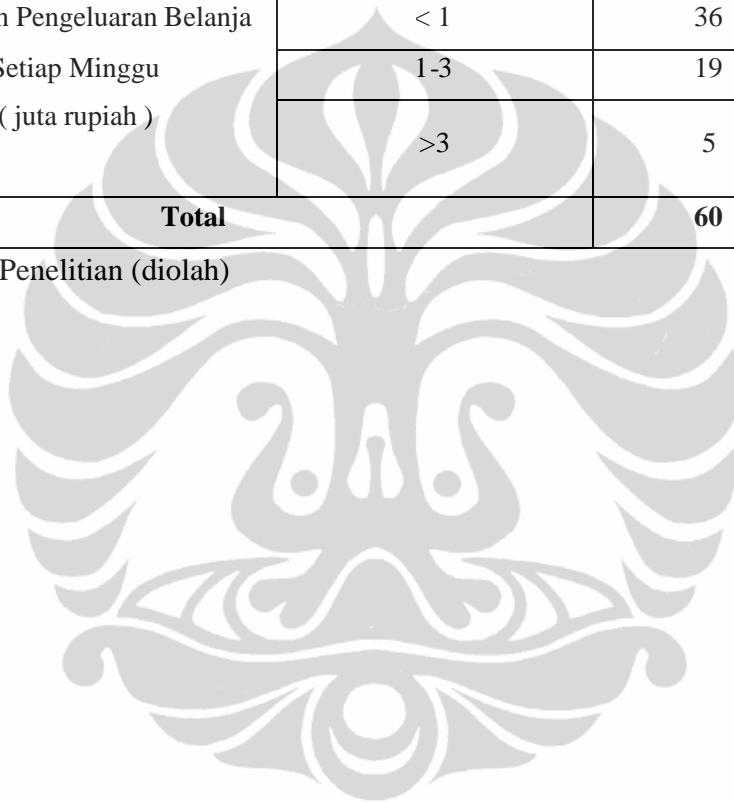 n Pengeluaran Belanja < 1 36
Setiap Minggu 1-3 19
( juta rupiah )
>3 5
Total 60
Penelitian (diolah)